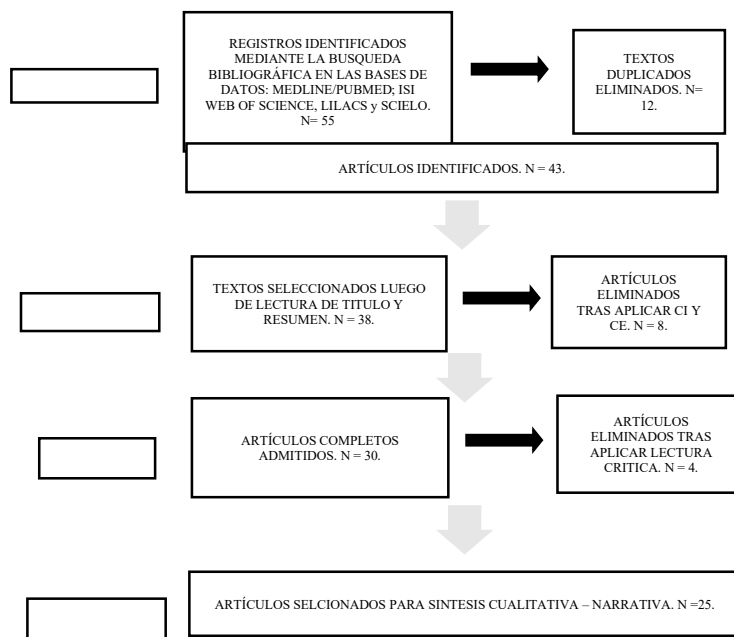 REGISTROS IDENTIFICADOS
MEDIANTE LA BUSQUEDA
BIBLIOGRÁFICA EN LAS BASES DE
DATOS: MEDLINE/PUBMED; ISI
WEB OF SCIENCE, LILACS y SCIELO.
N= 55
TEXTOS
DUPLICADOS
ELIMINADOS. N=
12.
ARTÍCULOS IDENTIFICADOS. N = 43.
TEXTOS SELECCIONADOS LUEGO
DE LECTURA DE TITULO Y
RESUMEN. N = 38.
ARTÍCULOS
ELIMINADOS
TRAS APLICAR CI Y
CE. N = 8.
ARTÍCULOS COMPLETOS
ADMITIDOS. N = 30.
ARTÍCULOS
ELIMINADOS TRAS
APLICAR LECTURA
CRITICA. N = 4.
ARTÍCULOS SELCIONADOS PARA SINTESIS CUALITATIVA – NARRATIVA. N =25.